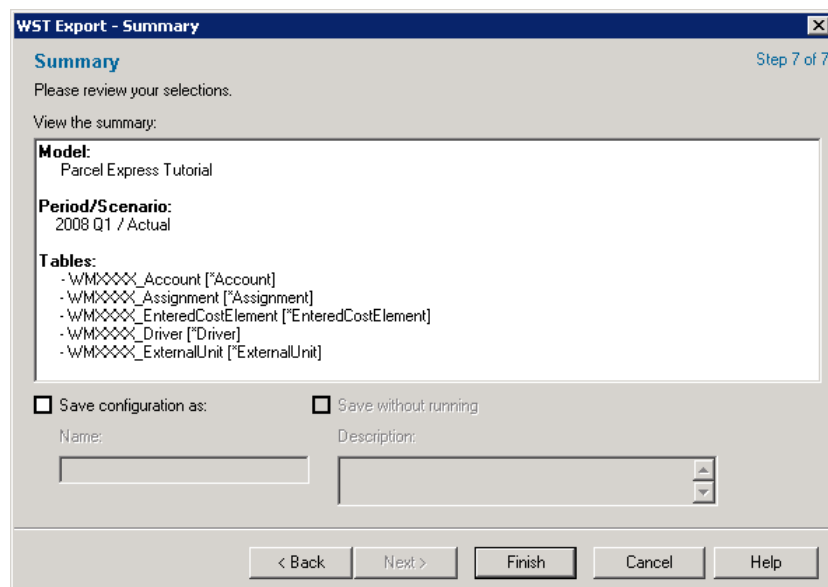 WST Export - Summary
Summary
Step 7 of 7
Please review your selections.
View the summary:
Model:
Parcel Express Tutorial
Period/Scenario:
2008 Q1 / Actual
Tables:
- WMXXXX_Account [*Account]
- WMXXXX_Assignment [*Assignment]
- WMXXXX_EnteredCostElement [*EnteredCostElement]
- WMXXXX_Driver [*Driver]
- WMXXXX_ExternalUnit [*ExternalUnit]
Save configuration as:
Save without running
Name:
Description:
< Back
Next >
Finish
Cancel
Help